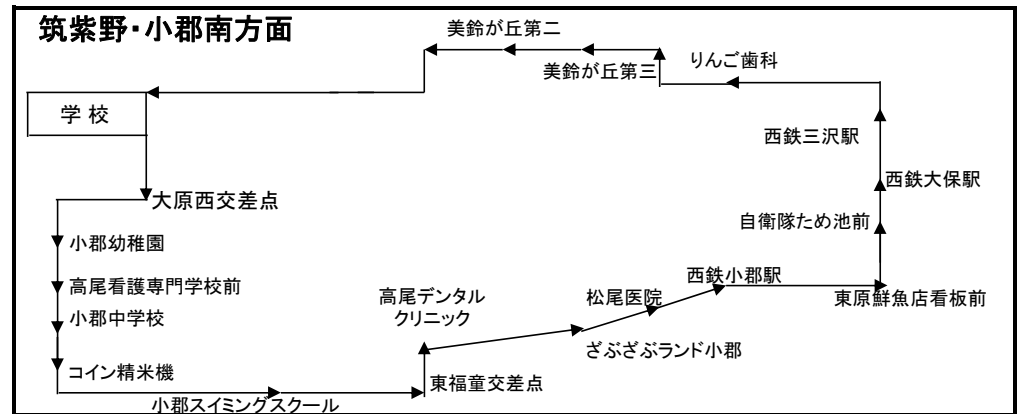 筑紫野・小郡南方面
美鈴が丘第二
美鈴が丘第三
りんご歯科
学校
西鉄三沢駅
西鉄大保駅
大原西交差点
自衛隊ため池前
小郡幼稚園
高尾看護専門学校前
西鉄小郡駅
東原鮮魚店看板前
高尾デンタル
クリニック
松尾医院
小郡中学校
ざぶざぶランド小郡
コイン精米機
東福童交差点
小郡スイミングスクール